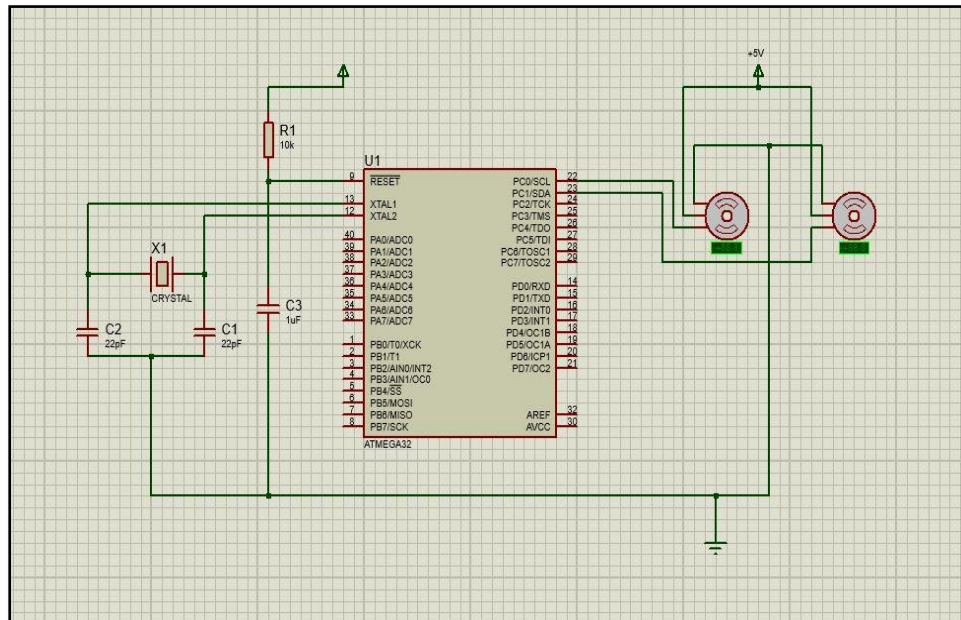 +5V
R1
10k
U1
9 RESET
13 XTAL1
12 XTAL2
40 PA0/ADC0
39 PA1/ADC1
38 PA2/ADC2
37 PA3/ADC3
36 PA4/ADC4
35 PA5/ADC5
34 PA6/ADC6
33 PA7/ADC7
1 PB0/T0/XCK
2 PB1/T1
3 PB2/AIN0/INT2
4 PB3/AIN1/OC0
5 PB4/SS
6 PB5/MOSI
7 PB6/MISO
8 PB7/SCK
PC0/SCL 22
PC1/SDA 23
PC2/TCK 24
PC3/TMS 25
PC4/TDO 26
PC5/TDI 27
PC6/TOSC1 28
PC7/TOSC2 29
PD0/RXD 14
PD1/TXD 15
PD2/INT0 16
PD3/INT1 17
PD4/OC1B 18
PD5/OC1A 19
PD6/ICP1 20
PD7/OC2 21
AREF 32
AVCC 30
ATMEGA32
X1
CRYSTAL
C2
22pF
C1
22pF
C3
1uF